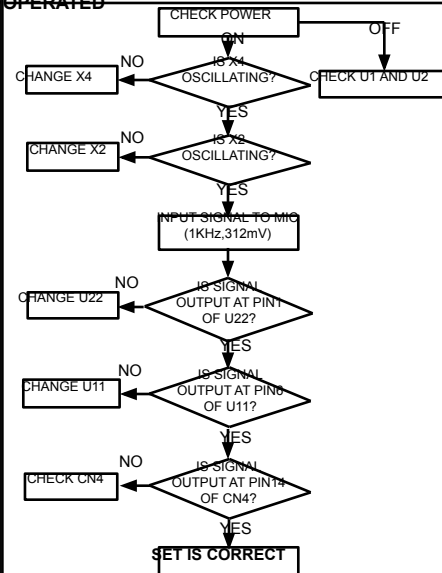 OPERATED
CHECK POWER
OFF
ON
NO
IS X4
OSCILLATING?
CHANGE X4
CHECK U1 AND U2
YES
NO
IS X2
OSCILLATING?
CHANGE X2
YES
INPUT SIGNAL TO MIC
(1KHz,312mV)
NO
IS SIGNAL
OUTPUT AT PIN1
OF U22?
CHANGE U22
YES
NO
IS SIGNAL
OUTPUT AT PIN6
OF U11?
CHANGE U11
YES
NO
IS SIGNAL
OUTPUT AT PIN14
OF CN4?
CHECK CN4
YES
SET IS CORRECT